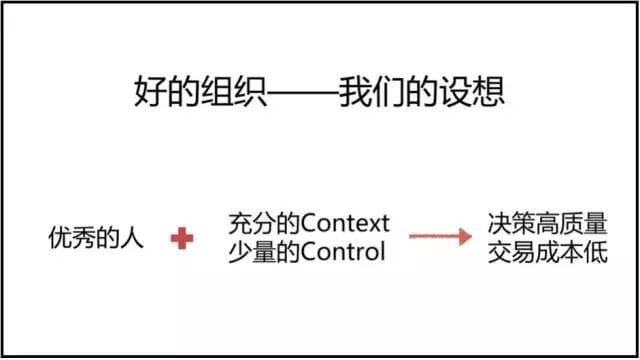 好的组织——我们的设想
优秀的人
充分的Context
少量的Control
决策高质量
交易成本低